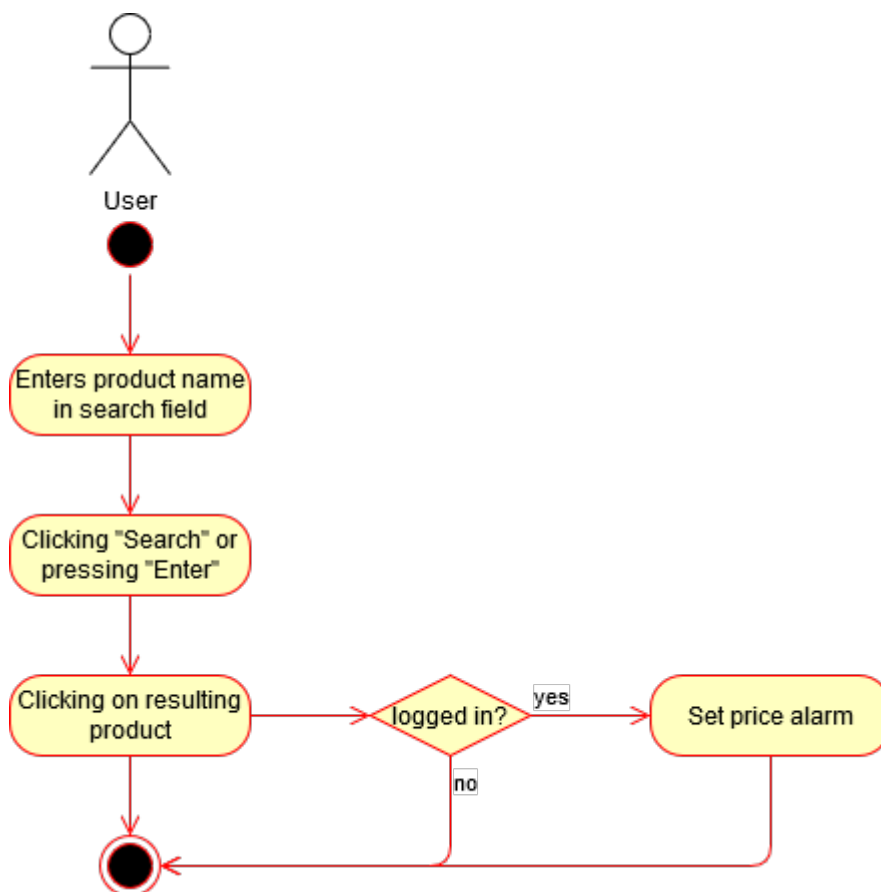 User
Enters product name
in search field
Clicking "Search" or
pressing "Enter"
Clicking on resulting
product
logged in?
yes
Set price alarm
no